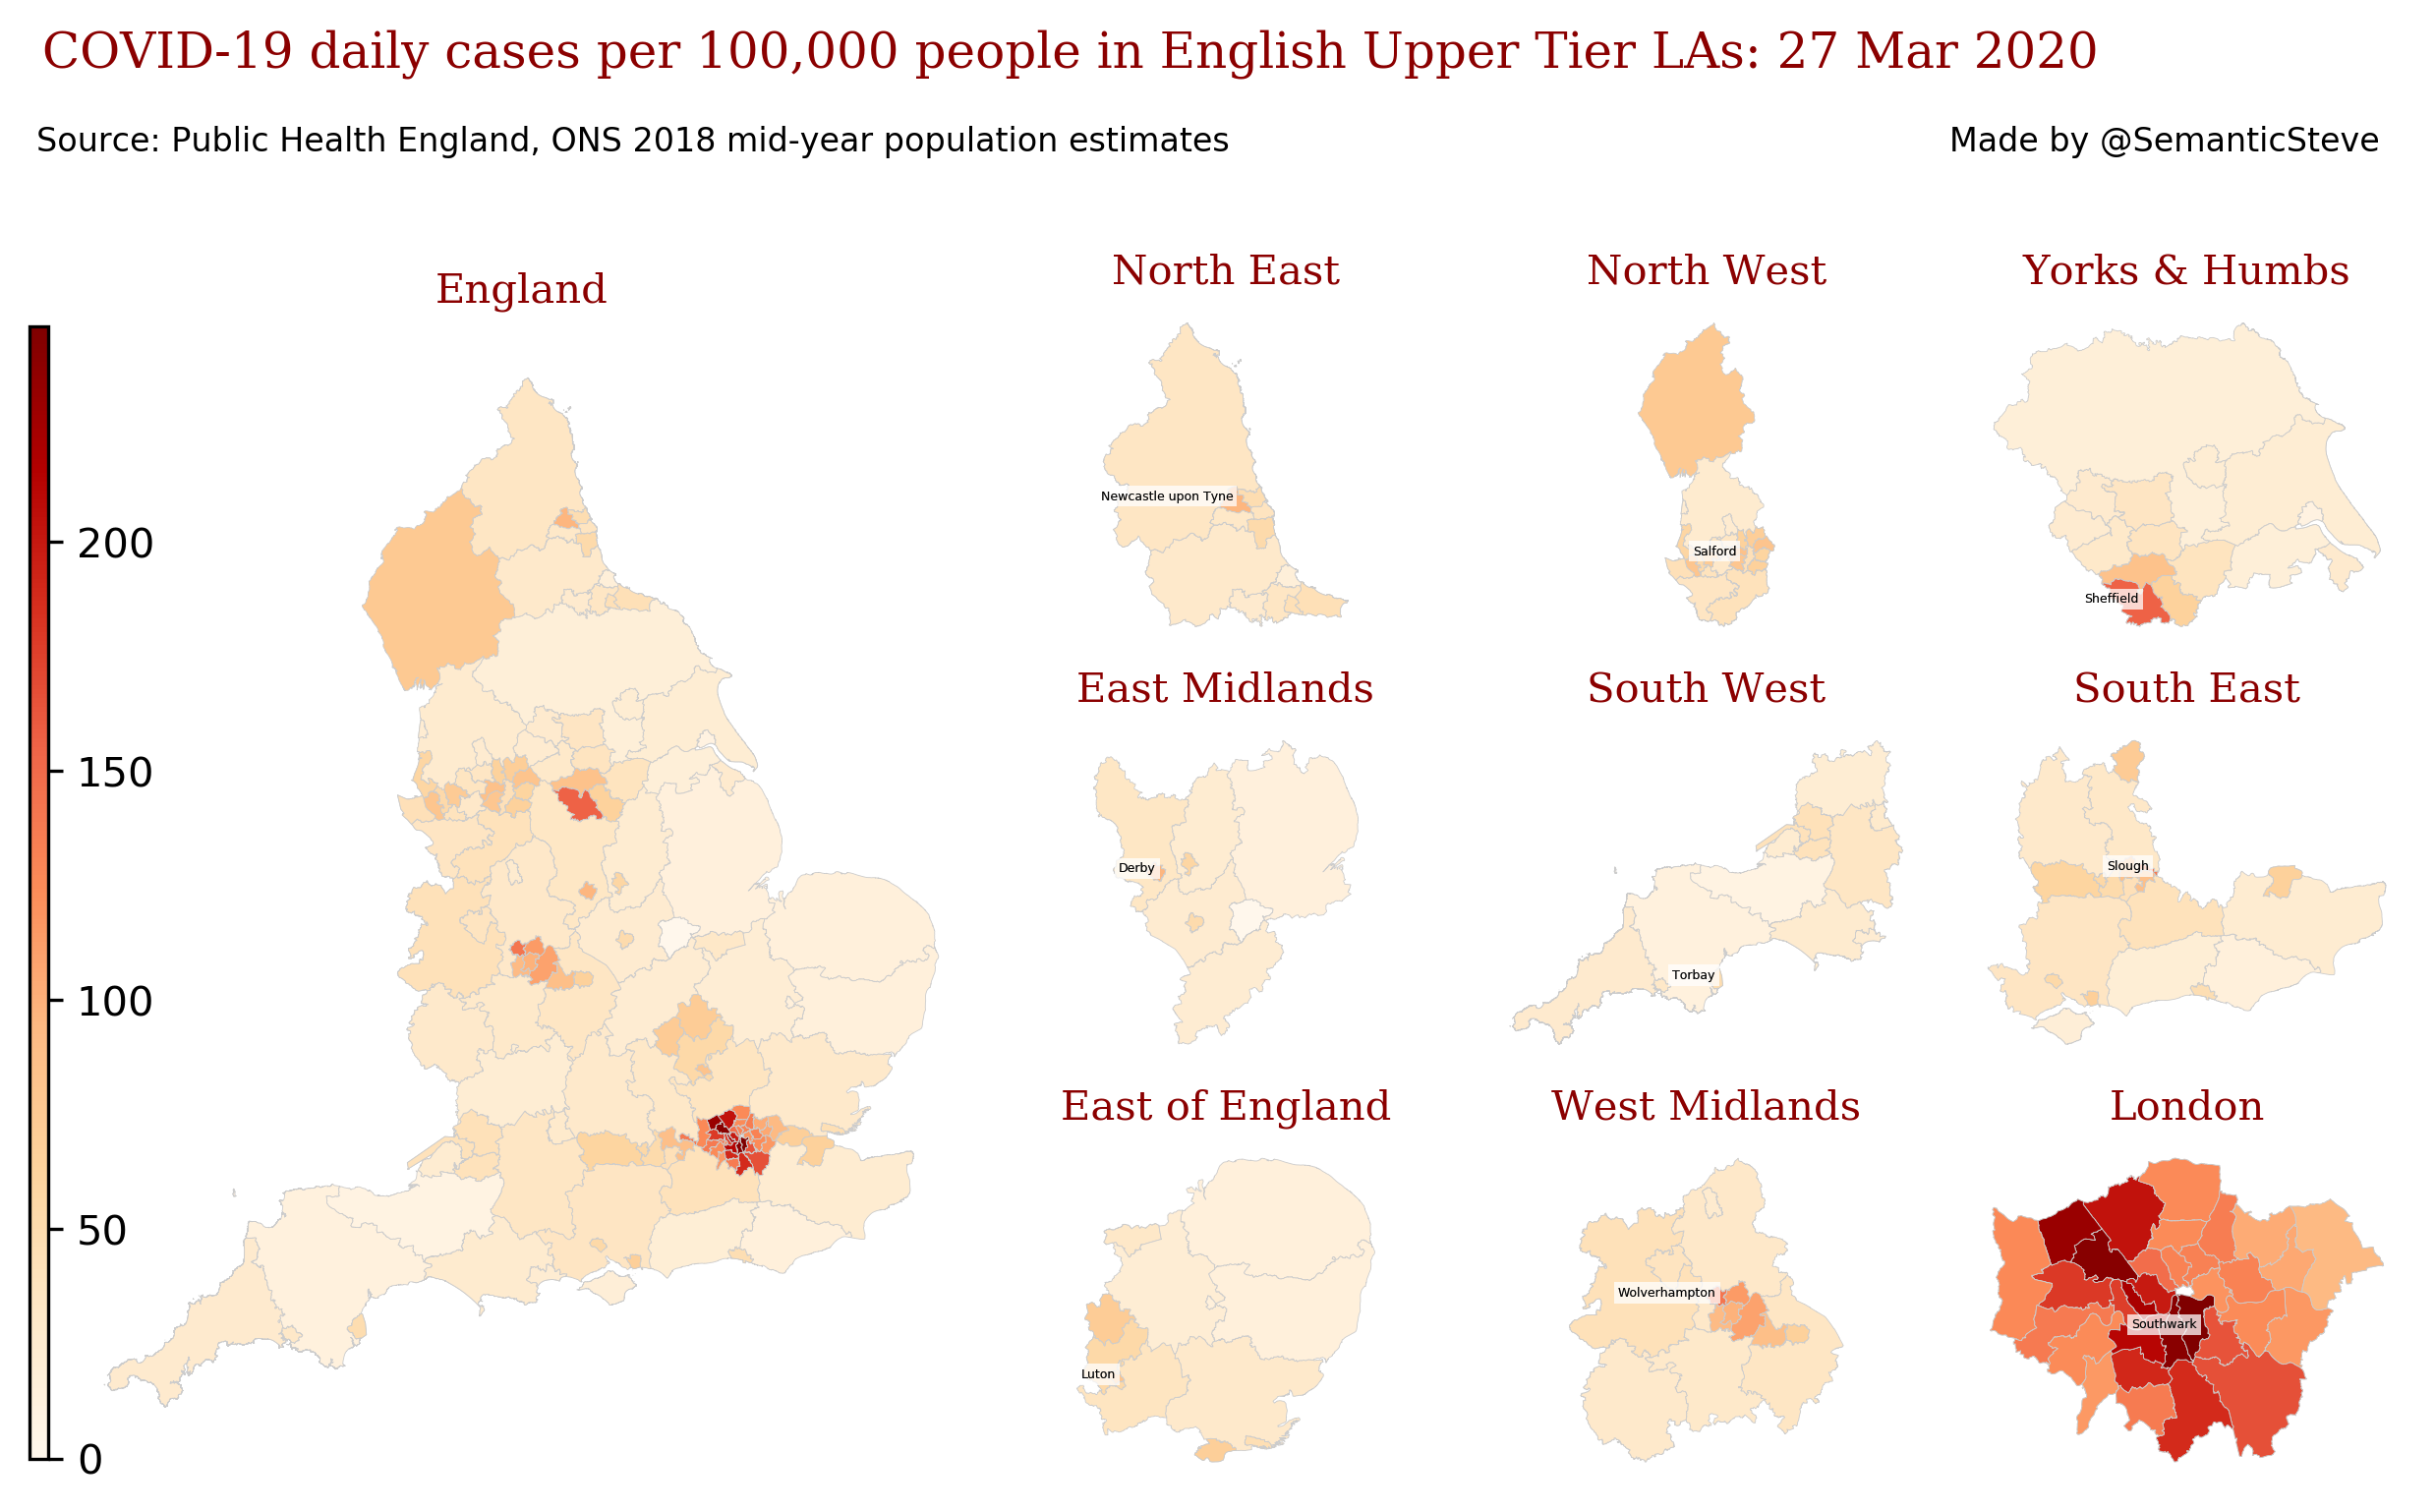 COVID-19 daily cases per 100,000 people in English Upper Tier LAs: 27 Mar 2020
Source: Public Health England, ONS 2018 mid-year population estimates
Made by @SemanticSteve
England
200
150
100
50
0
North East
Newcastle upon Tyne
North West
Salford
Yorks & Humbs
Sheffield
East Midlands
Derby
South West
Torbay
South East
Slough
East of England
Luton
West Midlands
Wolverhampton
London
Southwark